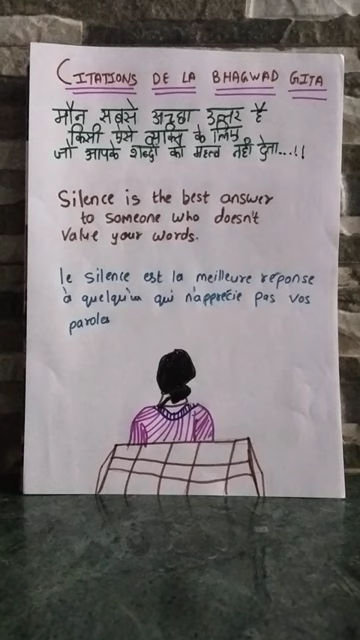 CITATIONS DE LA BHAGWAD GITA
मौन सबसे अच्छा उत्तर है
किसी ऐसे व्यक्ति के लिए
जो आपके शब्दों को महत्व नहीं देता...!!
Silence is the best answer
to someone who doesn't
value your words.
le silence est la meilleure réponse
à quelqu'un qui n'apprécie pas vos
paroles